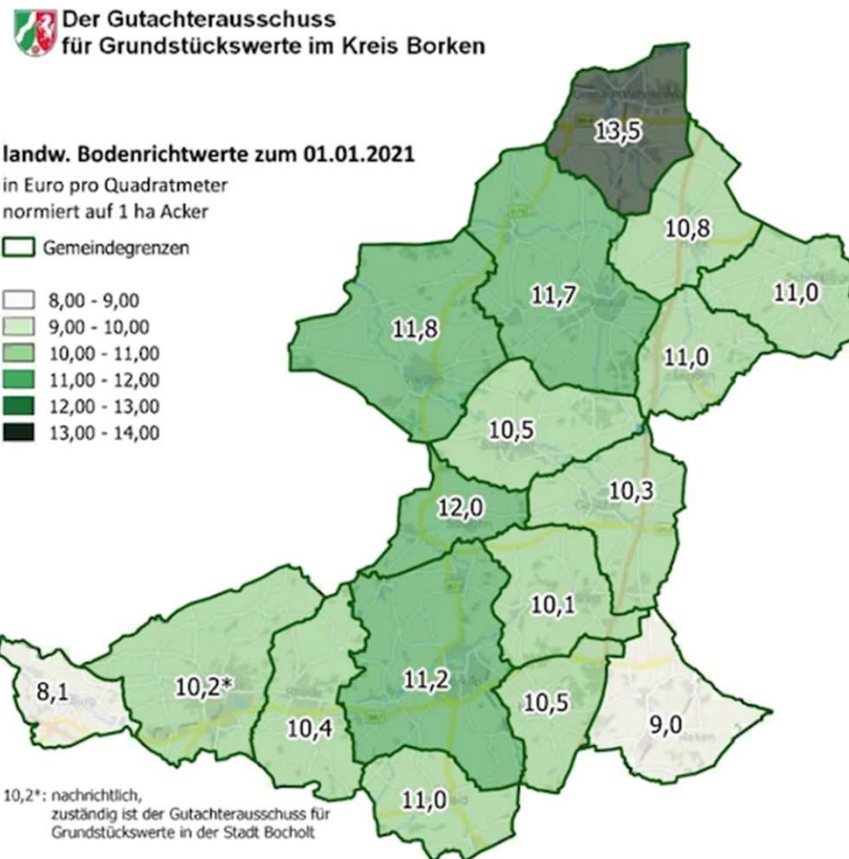 Der Gutachterausschuss
für Grundstückswerte im Kreis Borken
landw. Bodenrichtwerte zum 01.01.2021
in Euro pro Quadratmeter
normiert auf 1 ha Acker
Gemeindegrenzen
8,00 - 9,00
9,00 - 10,00
10,00 - 11,00
11,00 - 12,00
12,00 - 13,00
13,00 - 14,00
13,5
10,8
11,7
11,0
11,8
11,0
10,5
10,3
12,0
10,1
11,2
8,1
10,2*
10,5
10,4
9,0
11,0
10,2*: nachrichtlich,
zuständig ist der Gutachterausschuss für
Grundstückswerte in der Stadt Bocholt